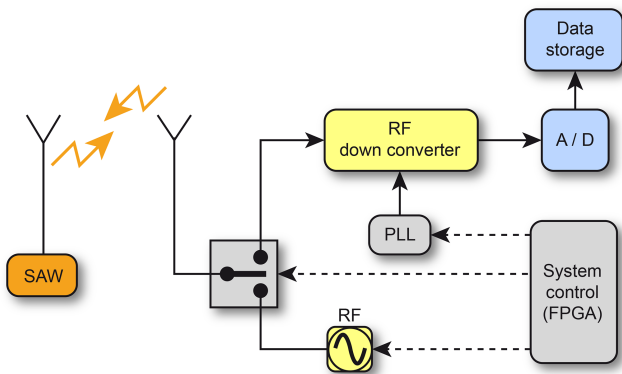 Data
storage
RF
down converter
A / D
SAW
PLL
System
control
(FPGA)
RF